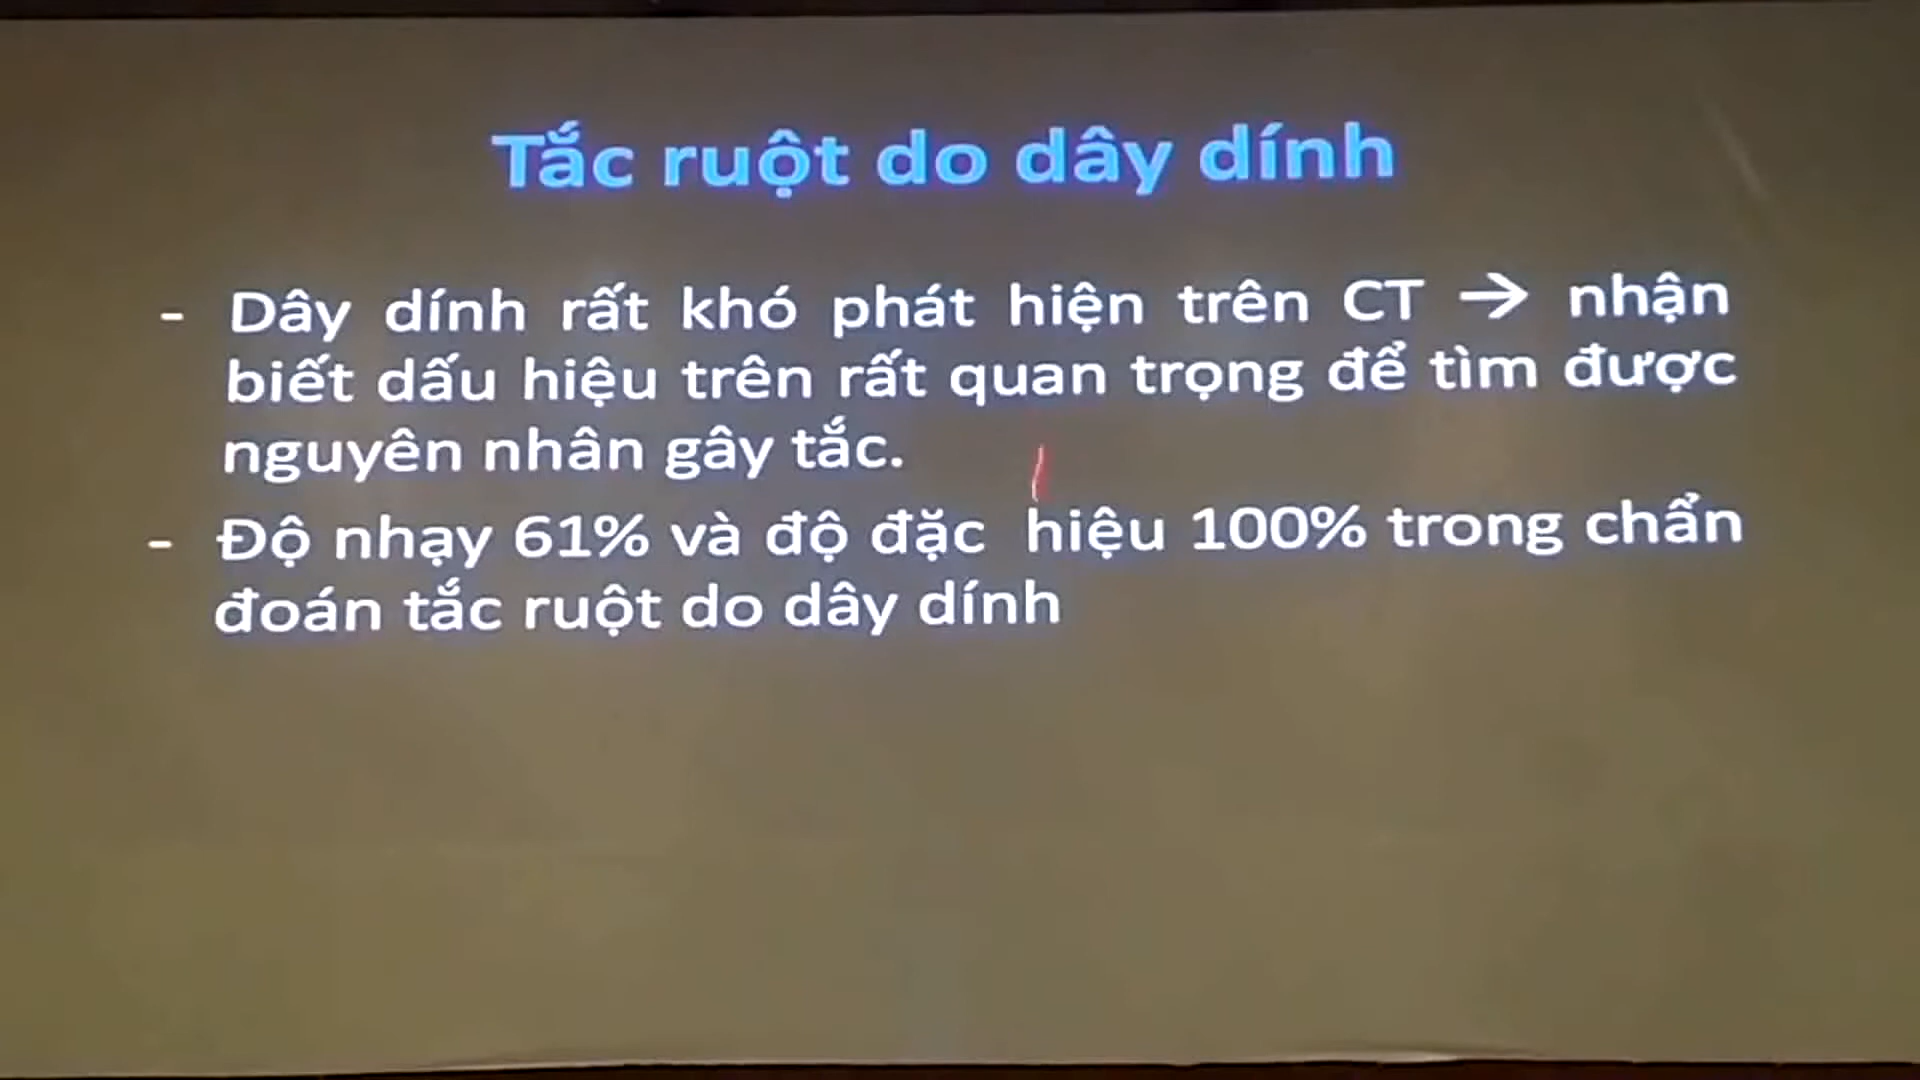 Tắc ruột do dây dính
- Dây dính rất khó phát hiện trên CT → nhận
biết dấu hiệu trên rất quan trọng để tìm được
nguyên nhân gây tắc.
- Độ nhạy 61% và độ đặc hiệu 100% trong chẩn
đoán tắc ruột do dây dính